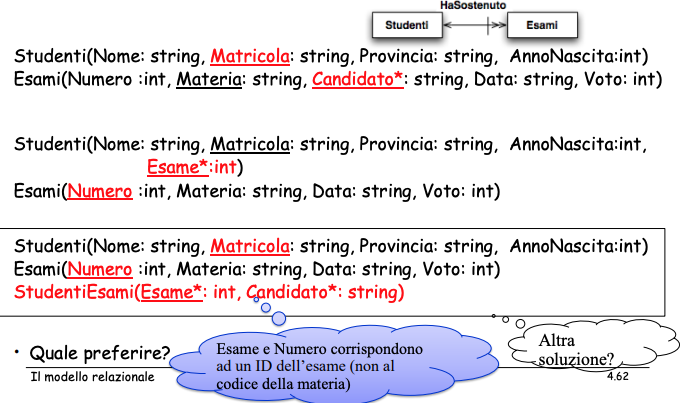 HaSostenuto
Studenti Esami
Studenti(Nome: string, Matricola: string, Provincia: string, AnnoNascita:int)
Esami(Numero :int, Materia: string, Candidato*: string, Data: string, Voto: int)
Studenti(Nome: string, Matricola: string, Provincia: string, AnnoNascita:int,
Esame*:int)
Esami(Numero :int, Materia: string, Data: string, Voto: int)
Studenti(Nome: string, Matricola: string, Provincia: string, AnnoNascita:int)
Esami(Numero :int, Materia: string, Data: string, Voto: int)
StudentiEsami(Esame*: int, Candidato*: string)
• Quale preferire?
Esame e Numero corrispondono
ad un ID dell'esame (non al
codice della materia)
Altra
soluzione?
Il modello relazionale 4.62